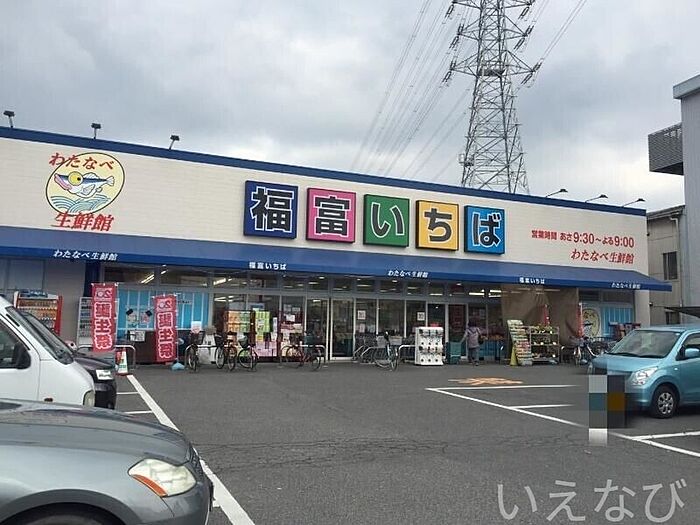 わたなべ
生鮮館
福富いちば
営業時間 あさ9:30～よる9:00
わたなべ生鮮館
わたなべ生鮮館
福富いちば
わたなべ生鮮館
福富いちば
わたなべ生鮮館
いえなび